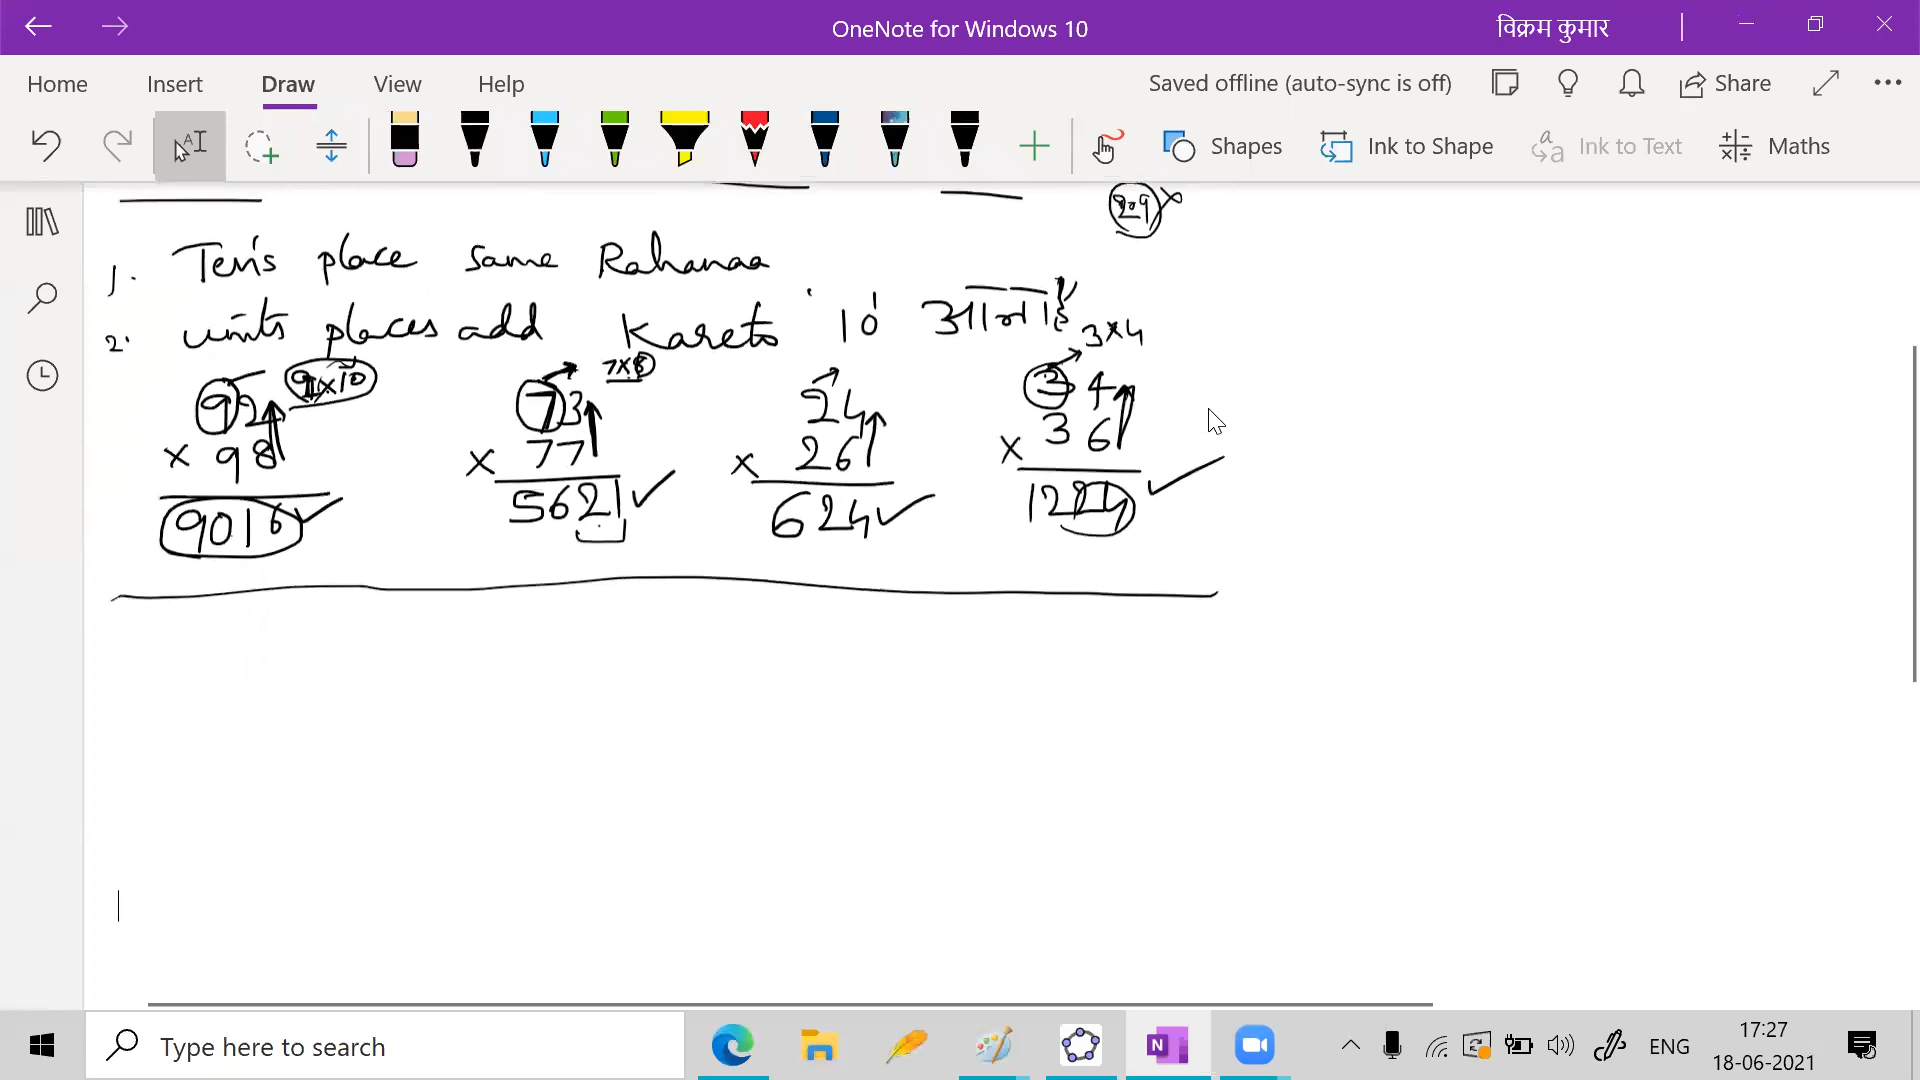 OneNote for Windows 10
विक्रम कुमार
Home Insert Draw View Help
Saved offline (auto-sync is off) Share
Shapes Ink to Shape Ink to Text Maths
1. Ten's place same Rahanaa
2. units places add Kareto 10 आना
3×4
9×10 7×8
92 73 24 34
× 98 × 77 × 26 × 36
9016 5621 624 1224
Type here to search
ENG
17:27
18-06-2021